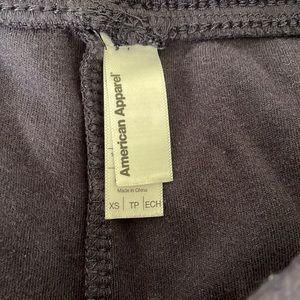 American Apparel
Made in China
XS | TP | ECH